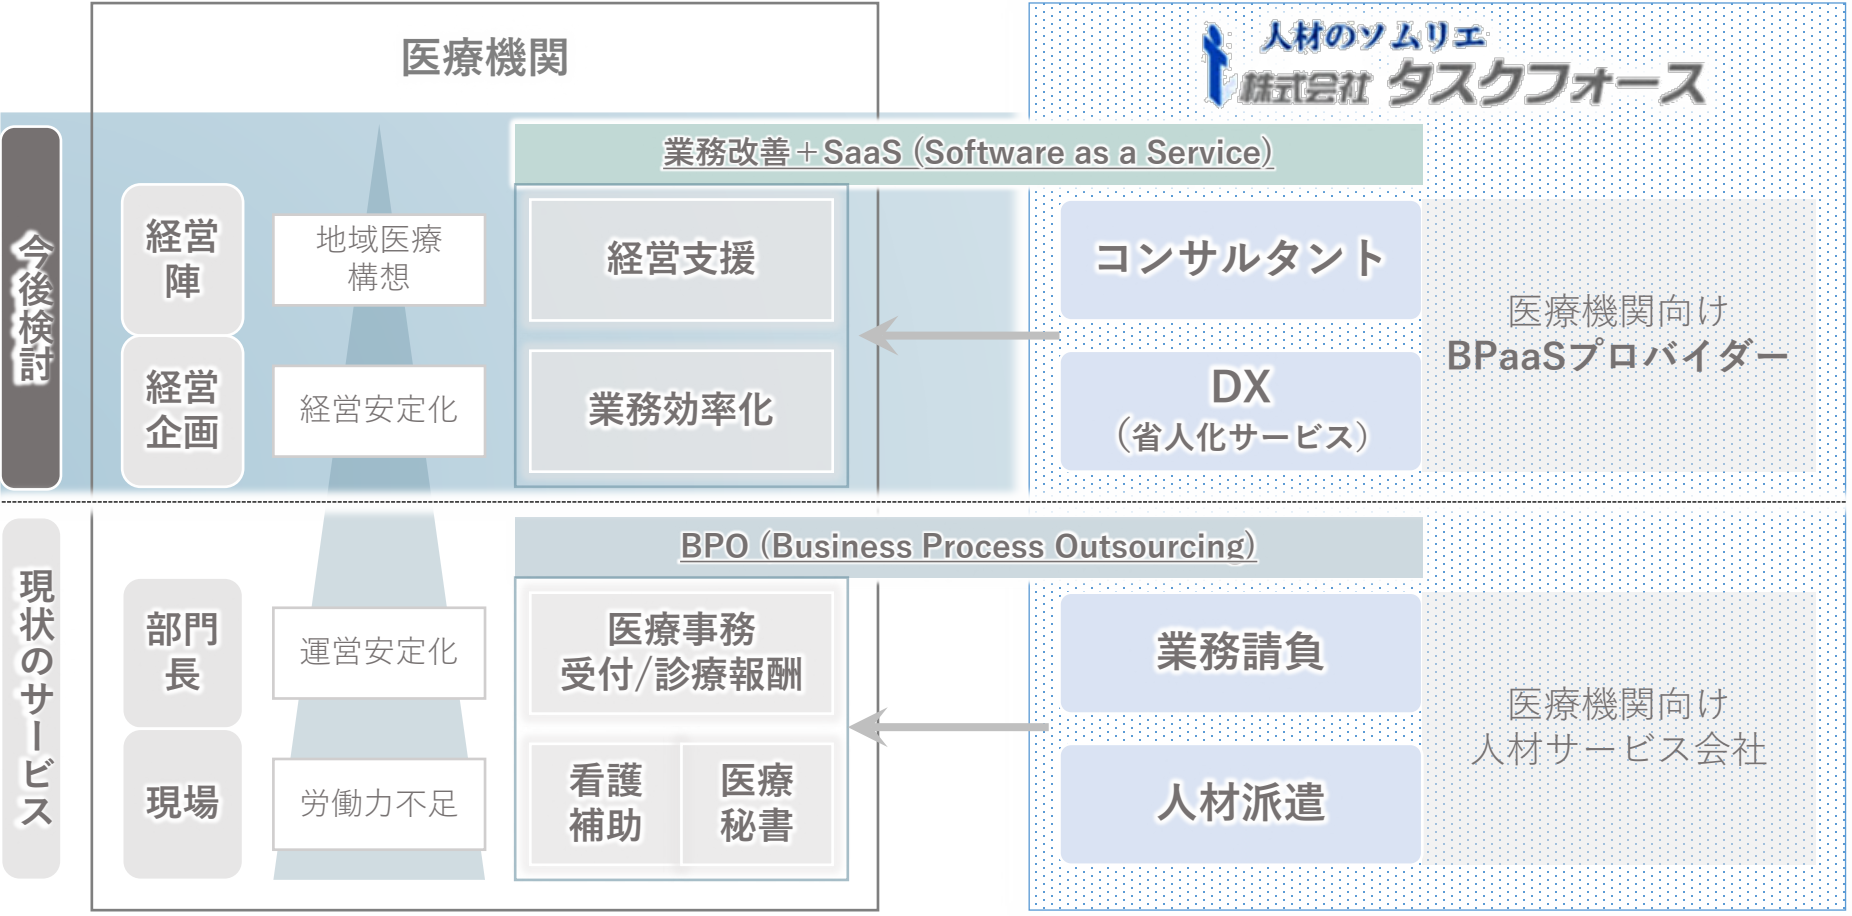 医療機関
人材のソムリエ
株式会社 タスクフォース
今後検討
業務改善＋SaaS (Software as a Service)
経営
陣
地域医療
構想
経営支援
コンサルタント
医療機関向け
BPaaSプロバイダー
経営
企画
経営安定化
業務効率化
DX
（省人化サービス）
現状のサービス
BPO (Business Process Outsourcing)
部門
長
運営安定化
医療事務
受付/診療報酬
業務請負
医療機関向け
人材サービス会社
現場
労働力不足
看護
補助
医療
秘書
人材派遣